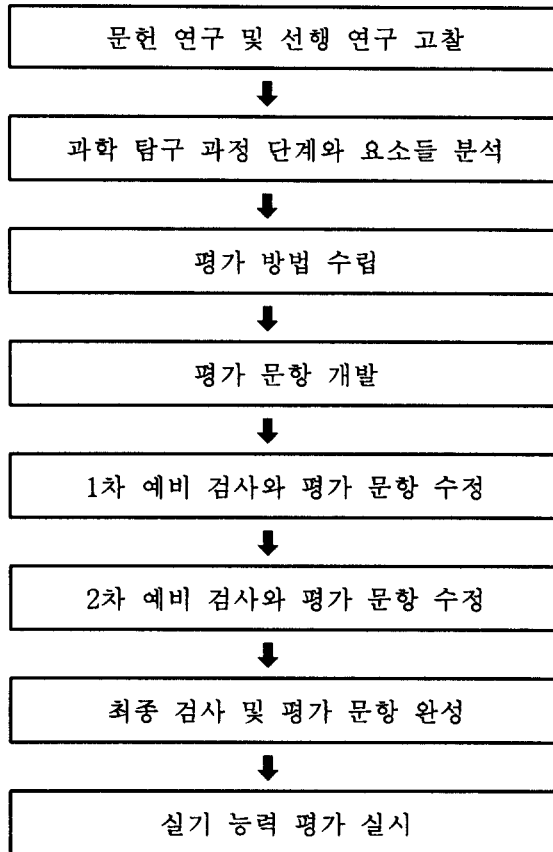 문헌 연구 및 선행 연구 고찰
과학 탐구 과정 단계와 요소들 분석
평가 방법 수립
평가 문항 개발
1차 예비 검사와 평가 문항 수정
2차 예비 검사와 평가 문항 수정
최종 검사 및 평가 문항 완성
실기 능력 평가 실시